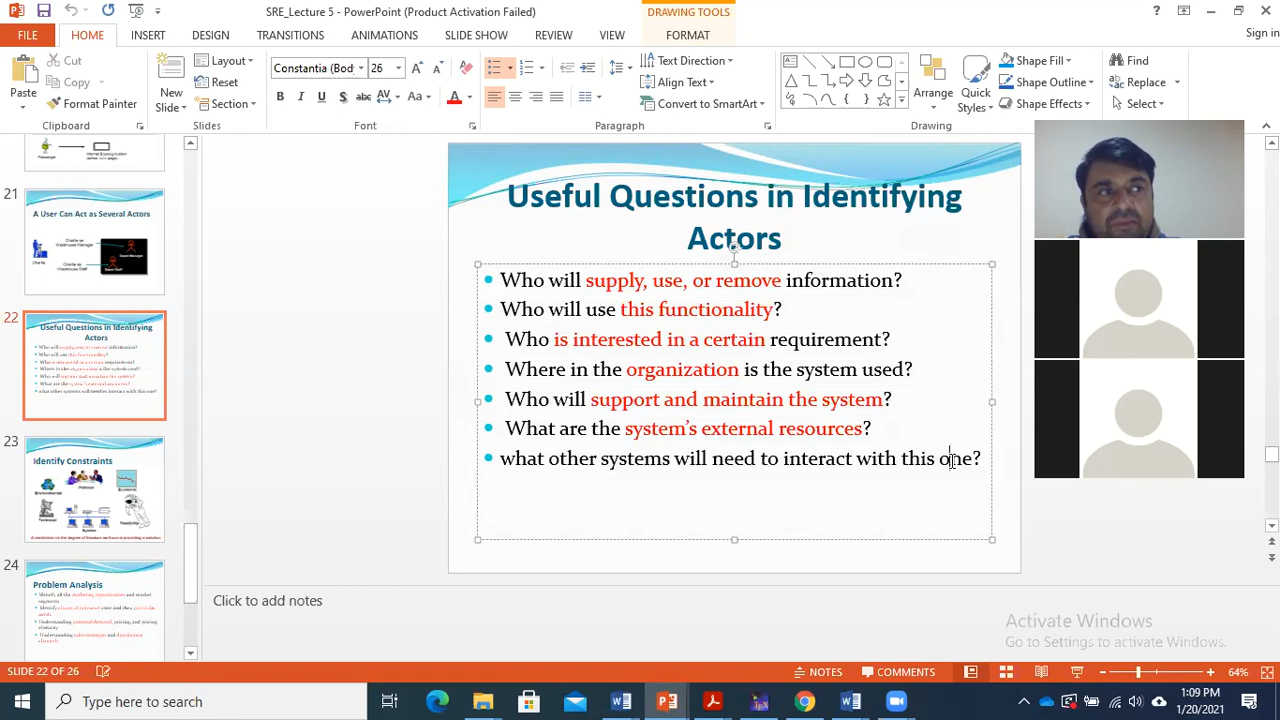 SRE_Lecture 5 - PowerPoint (Product Activation Failed)
DRAWING TOOLS
FILE HOME INSERT DESIGN TRANSITIONS ANIMATIONS SLIDE SHOW REVIEW VIEW FORMAT
Sign in
Paste
Cut
Copy
Format Painter
Clipboard
New
Slide
Layout
Reset
Section
Slides
Constantia (Body 26
B I U S abc AV Aa A
Font
Text Direction
Align Text
Convert to SmartArt
Paragraph
Arrange
Quick
Styles
Shape Fill
Shape Outline
Shape Effects
Drawing
Find
Replace
Select
Editing
21
A User Can Act as Several Actors
22
Useful Questions in Identifying
Actors
23
Identify Constraints
24
Problem Analysis
Useful Questions in Identifying
Actors
Who will supply, use, or remove information?
Who will use this functionality?
Who is interested in a certain requirement?
Where in the organization is the system used?
Who will support and maintain the system?
What are the system's external resources?
what other systems will need to interact with this one?
Click to add notes
Activate Windows
Go to Settings to activate Windows.
SLIDE 22 OF 26
NOTES
COMMENTS
64%
Type here to search
1:09 PM
1/20/2021